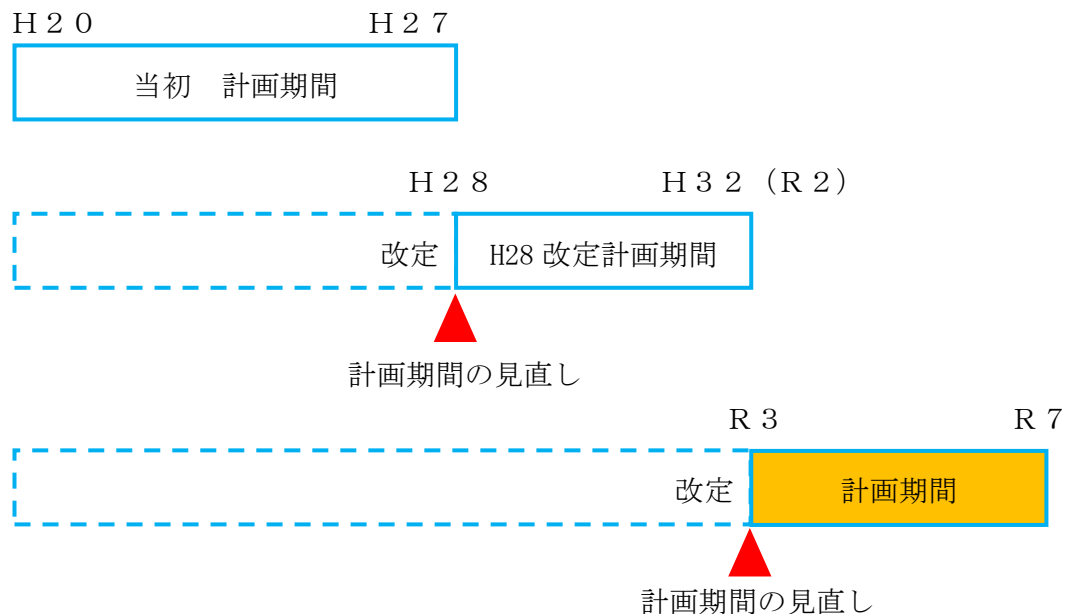 Ｈ２０ Ｈ２７
当初　計画期間
Ｈ２８ Ｈ３２（Ｒ２）
改定 H28 改定計画期間
計画期間の見直し
Ｒ３ Ｒ７
改定 計画期間
計画期間の見直し